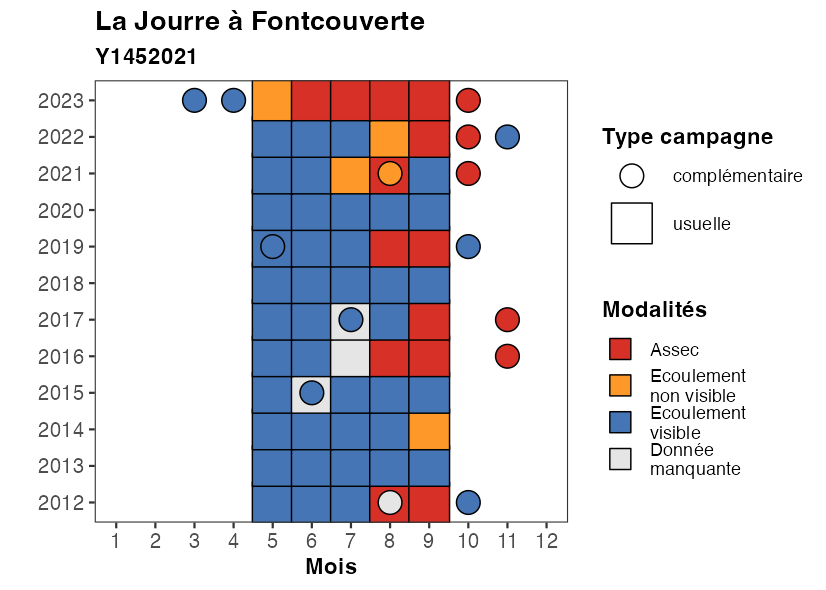 La Jourre à Fontcouverte
Y1452021
2023
2022
2021
2020
2019
2018
2017
2016
2015
2014
2013
2012
1 2 3 4 5 6 7 8 9 10 11 12
Mois
Type campagne
complémentaire
usuelle
Modalités
Assec
Ecoulement
non visible
Ecoulement
visible
Donnée
manquante